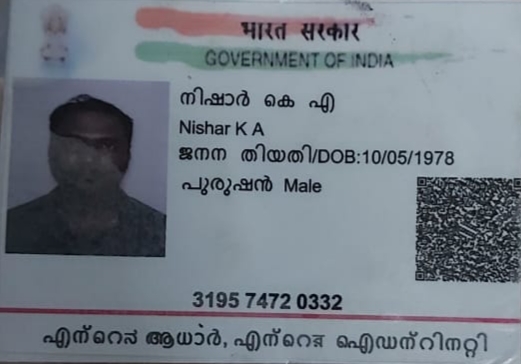 भारत सरकार
GOVERNMENT OF INDIA
നിഷാർ കെ എ
Nishar K A
ജനന തിയതി/DOB:10/05/1978
പുരുഷൻ Male
3195 7472 0332
എന്റെ ആധാർ, എന്റെ ഐഡന്റിറ്റി